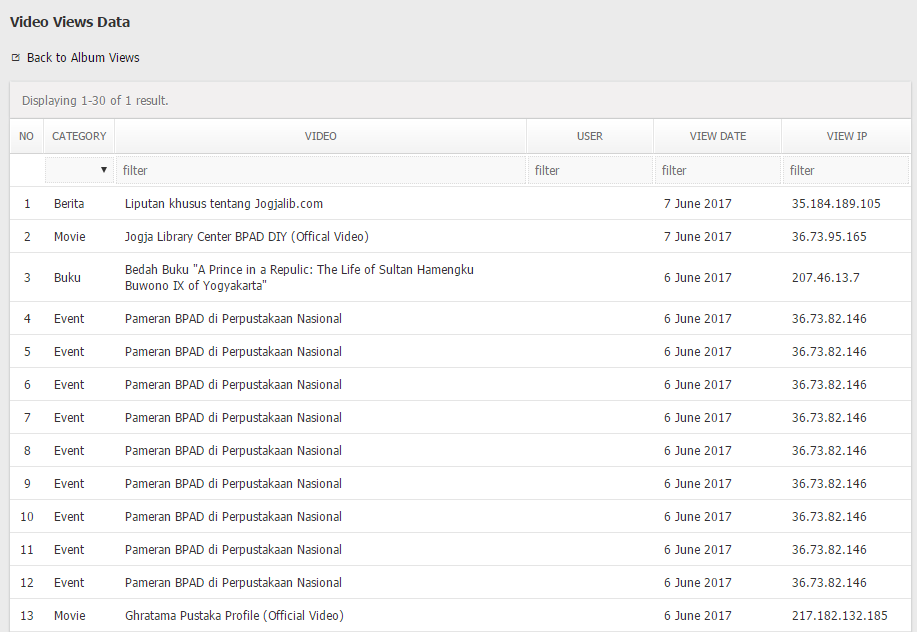 Video Views Data
Back to Album Views
Displaying 1-30 of 1 result.
NO CATEGORY VIDEO USER VIEW DATE VIEW IP
filter filter filter filter
1 Berita Liputan khusus tentang Jogjalib.com 7 June 2017 35.184.189.105
2 Movie Jogja Library Center BPAD DIY (Offical Video) 7 June 2017 36.73.95.165
3 Buku Bedah Buku "A Prince in a Repulic: The Life of Sultan Hamengku 6 June 2017 207.46.13.7
Buwono IX of Yogyakarta"
4 Event Pameran BPAD di Perpustakaan Nasional 6 June 2017 36.73.82.146
5 Event Pameran BPAD di Perpustakaan Nasional 6 June 2017 36.73.82.146
6 Event Pameran BPAD di Perpustakaan Nasional 6 June 2017 36.73.82.146
7 Event Pameran BPAD di Perpustakaan Nasional 6 June 2017 36.73.82.146
8 Event Pameran BPAD di Perpustakaan Nasional 6 June 2017 36.73.82.146
9 Event Pameran BPAD di Perpustakaan Nasional 6 June 2017 36.73.82.146
10 Event Pameran BPAD di Perpustakaan Nasional 6 June 2017 36.73.82.146
11 Event Pameran BPAD di Perpustakaan Nasional 6 June 2017 36.73.82.146
12 Event Pameran BPAD di Perpustakaan Nasional 6 June 2017 36.73.82.146
13 Movie Ghratama Pustaka Profile (Official Video) 6 June 2017 217.182.132.185